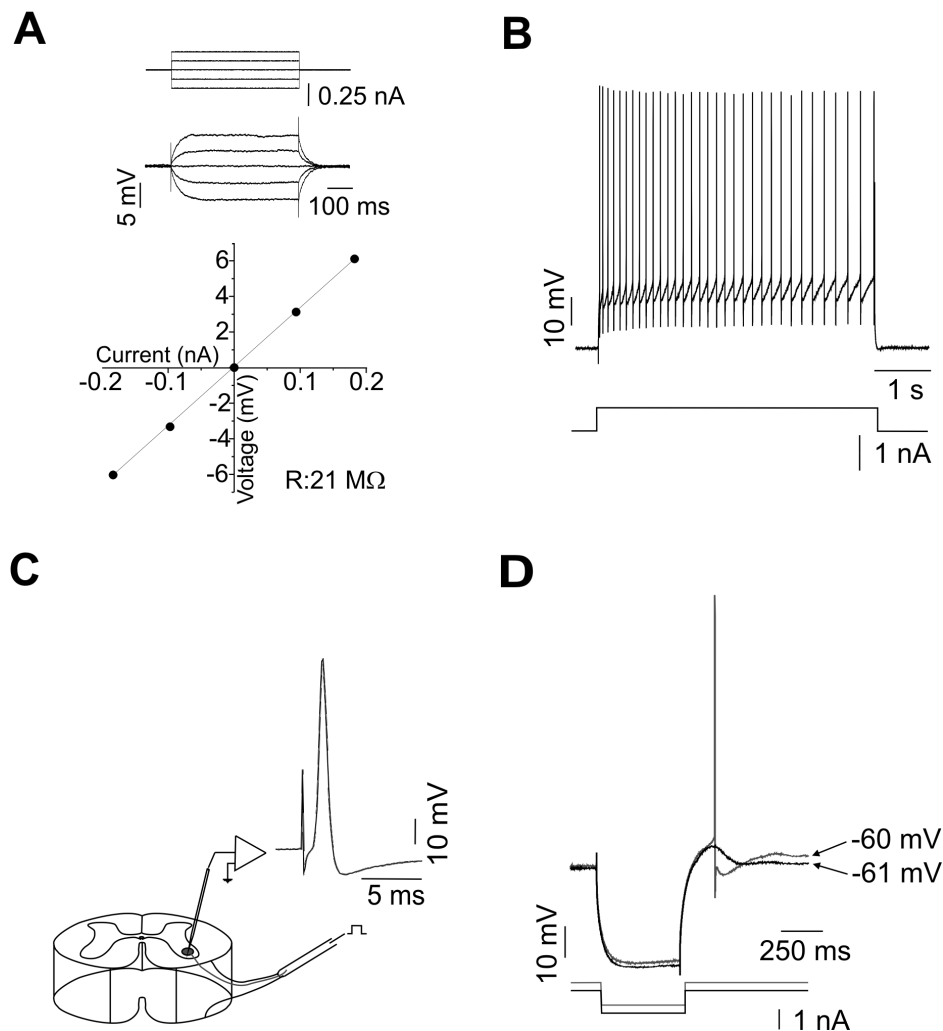 A
0.25 nA
5 mV
100 ms
6
4
2
Current (nA)
-0.2
-0.1
0.1
0.2
-2
-4
-6
Voltage (mV)
R:21 MΩ
B
10 mV
1 s
1 nA
C
10 mV
5 ms
D
-60 mV
-61 mV
10 mV
250 ms
1 nA